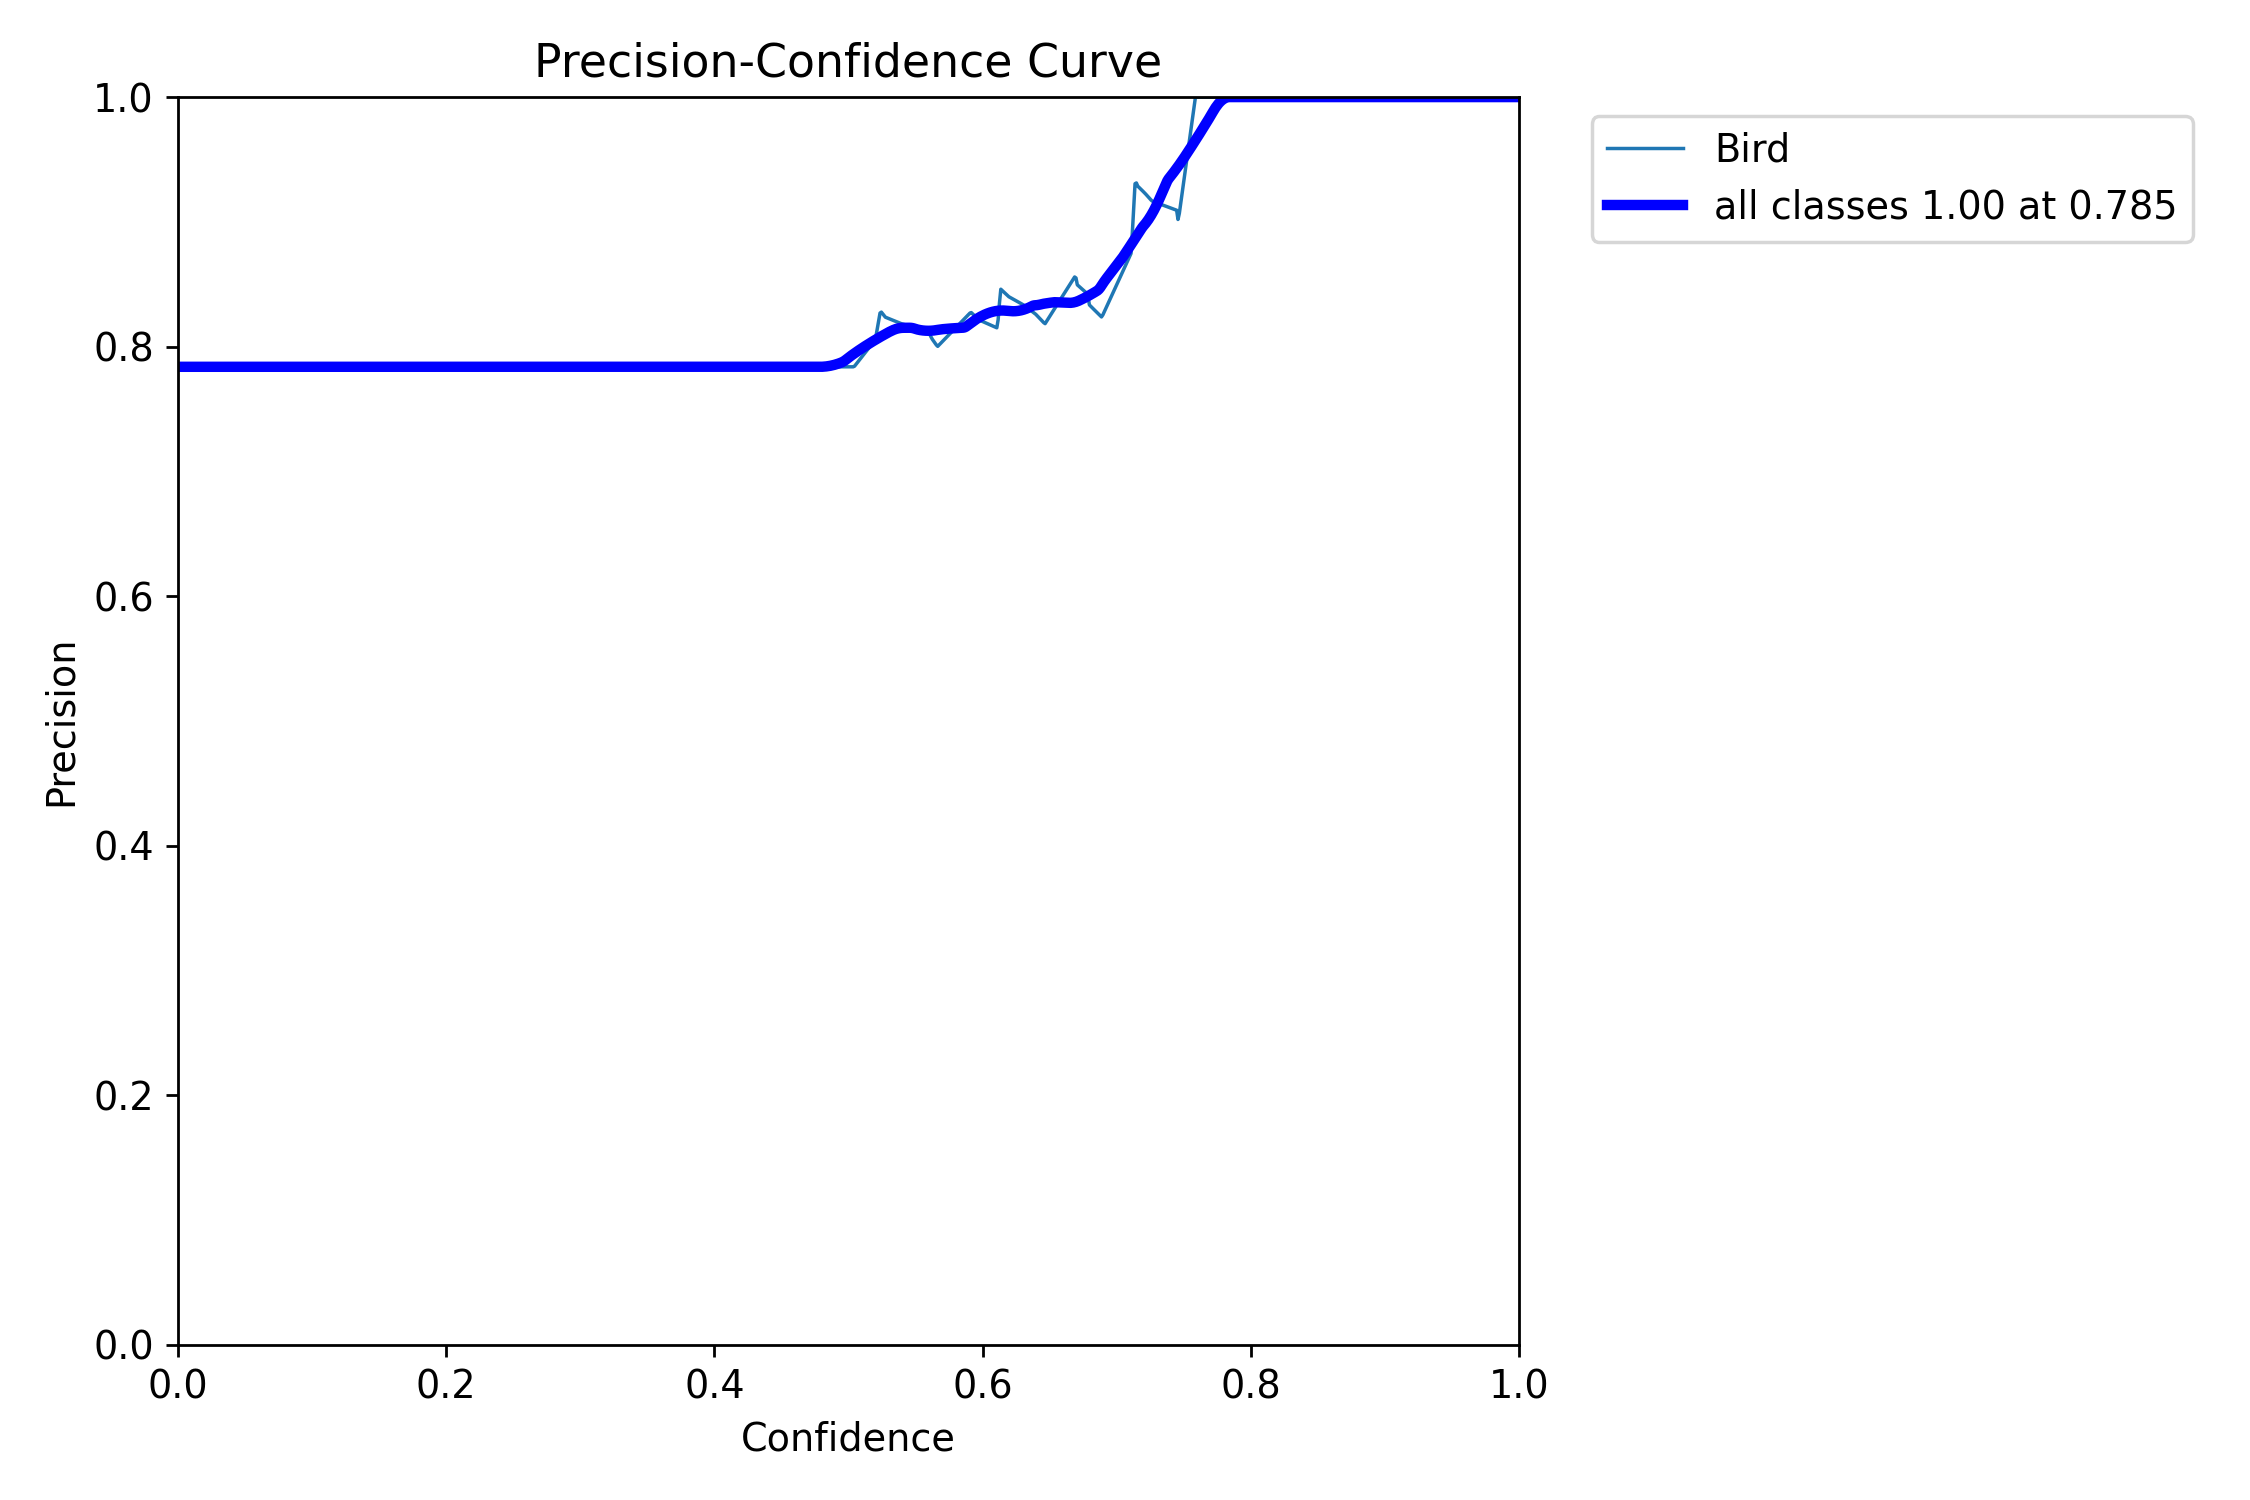 Precision-Confidence Curve
Bird
all classes 1.00 at 0.785
1.0
0.8
0.6
0.4
0.2
0.0
Precision
0.0 0.2 0.4 0.6 0.8 1.0
Confidence